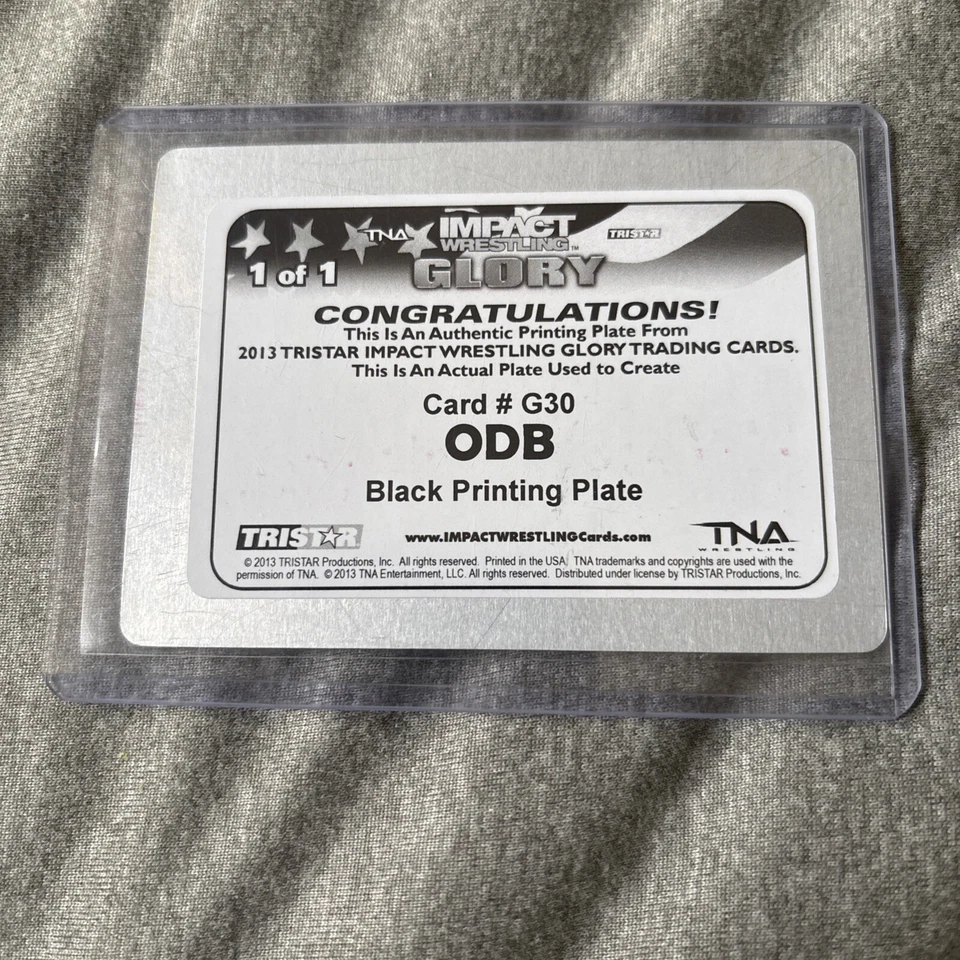 TNA IMPACT
WRESTLING™
TRISTAR
1 of 1
GLORY
CONGRATULATIONS!
This Is An Authentic Printing Plate From
2013 TRISTAR IMPACT WRESTLING GLORY TRADING CARDS.
This Is An Actual Plate Used to Create
Card # G30
ODB
Black Printing Plate
TRISTAR
www.IMPACTWRESTLINGCards.com
TNA
WRESTLING
© 2013 TRISTAR Productions, Inc. All rights reserved. Printed in the USA. TNA trademarks and copyrights are used with the
permission of TNA. © 2013 TNA Entertainment, LLC. All rights reserved. Distributed under license by TRISTAR Productions, Inc.